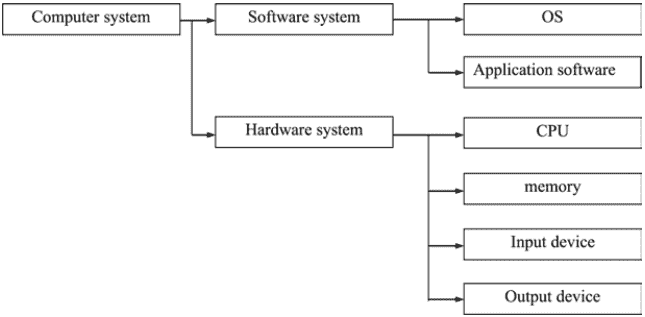 Computer system
Software system
OS
Application software
Hardware system
CPU
memory
Input device
Output device